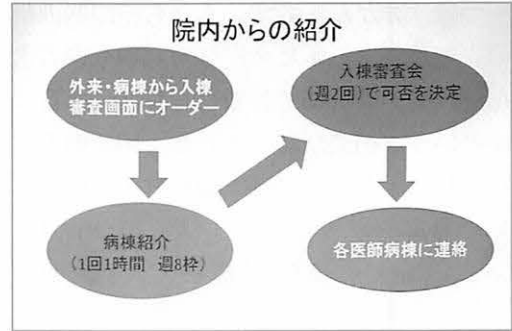 院内からの紹介
外来・病棟から入棟
審査画面にオーダー
病棟紹介
（1回1時間　週8枠）
入棟審査会
（週2回）で可否を決定
各医師病棟に連絡